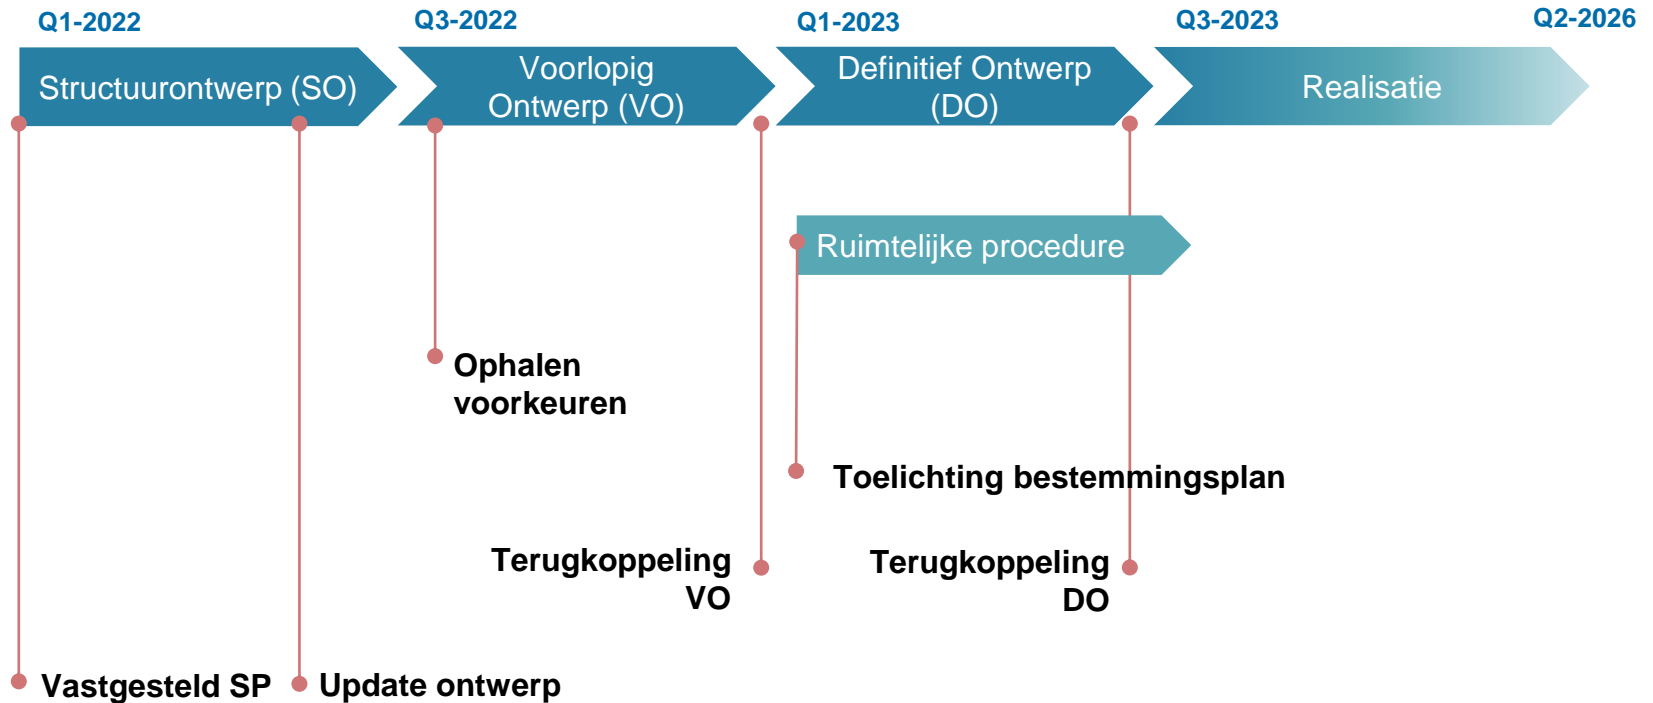 Q1-2022
Q3-2022
Q1-2023
Q3-2023
Q2-2026
Structuurontwerp (SO)
Voorlopig
Ontwerp (VO)
Definitief Ontwerp
(DO)
Realisatie
Ruimtelijke procedure
Ophalen
voorkeuren
Toelichting bestemmingsplan
Terugkoppeling
VO
Terugkoppeling
DO
Vastgesteld SP
Update ontwerp